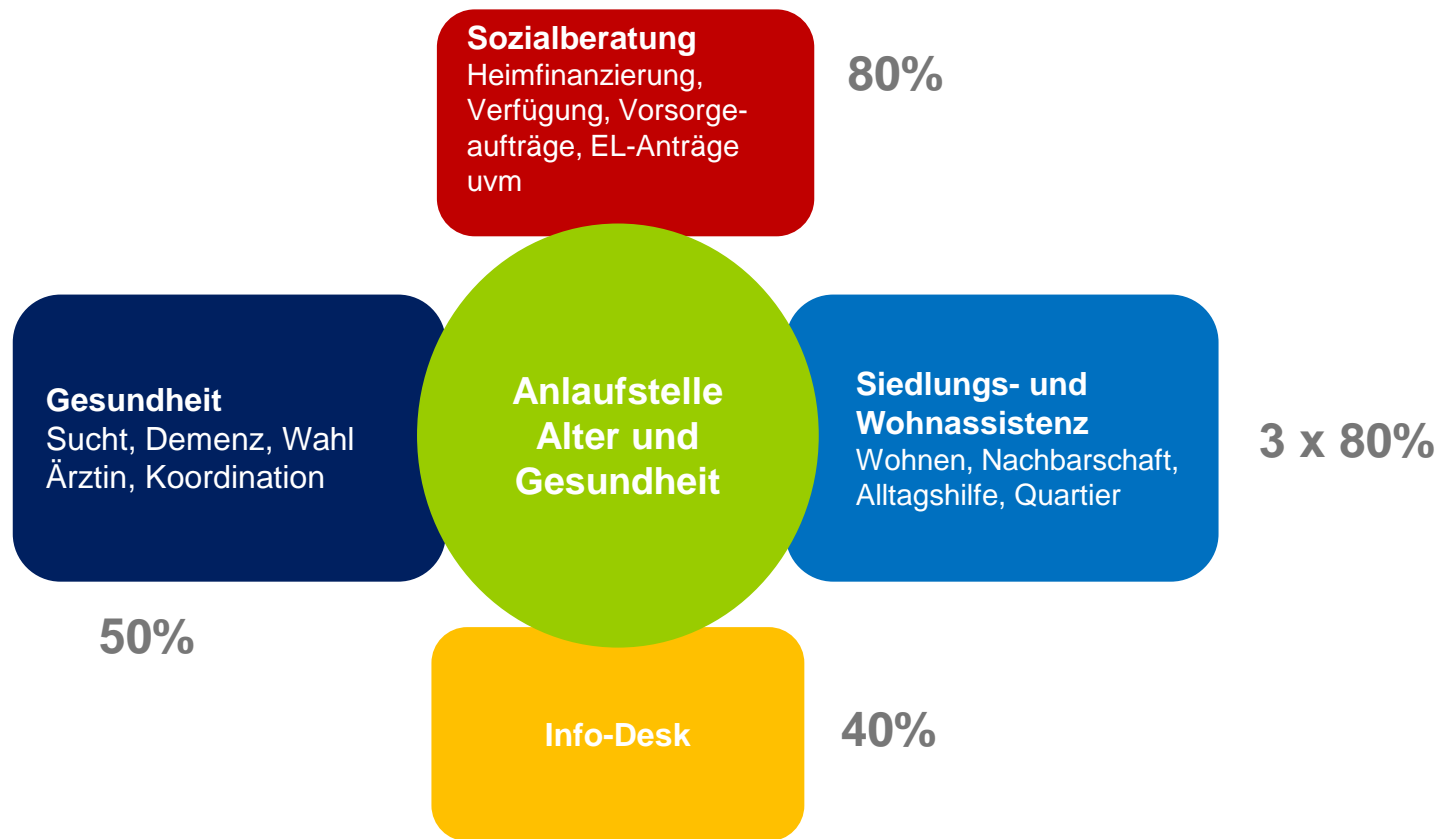 Sozialberatung
Heimfinanzierung,
Verfügung, Vorsorge-
aufträge, EL-Anträge
uvm
80%
Gesundheit
Sucht, Demenz, Wahl
Ärztin, Koordination
50%
Anlaufstelle
Alter und
Gesundheit
Siedlungs- und
Wohnassistenz
Wohnen, Nachbarschaft,
Alltagshilfe, Quartier
3 x 80%
Info-Desk
40%